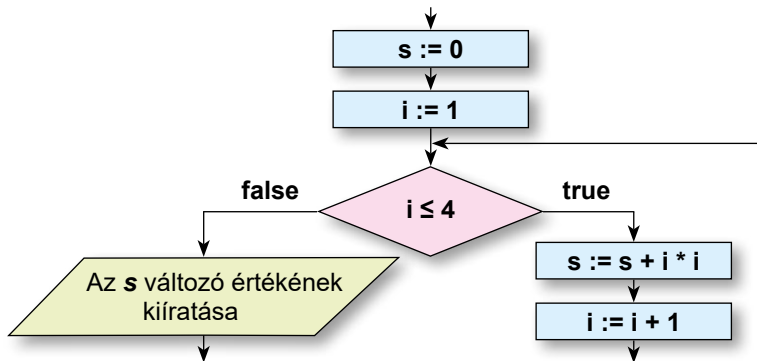 s := 0
i := 1
false
true
i ≤ 4
Az s változó értékének
kiíratása
s := s + i * i
i := i + 1